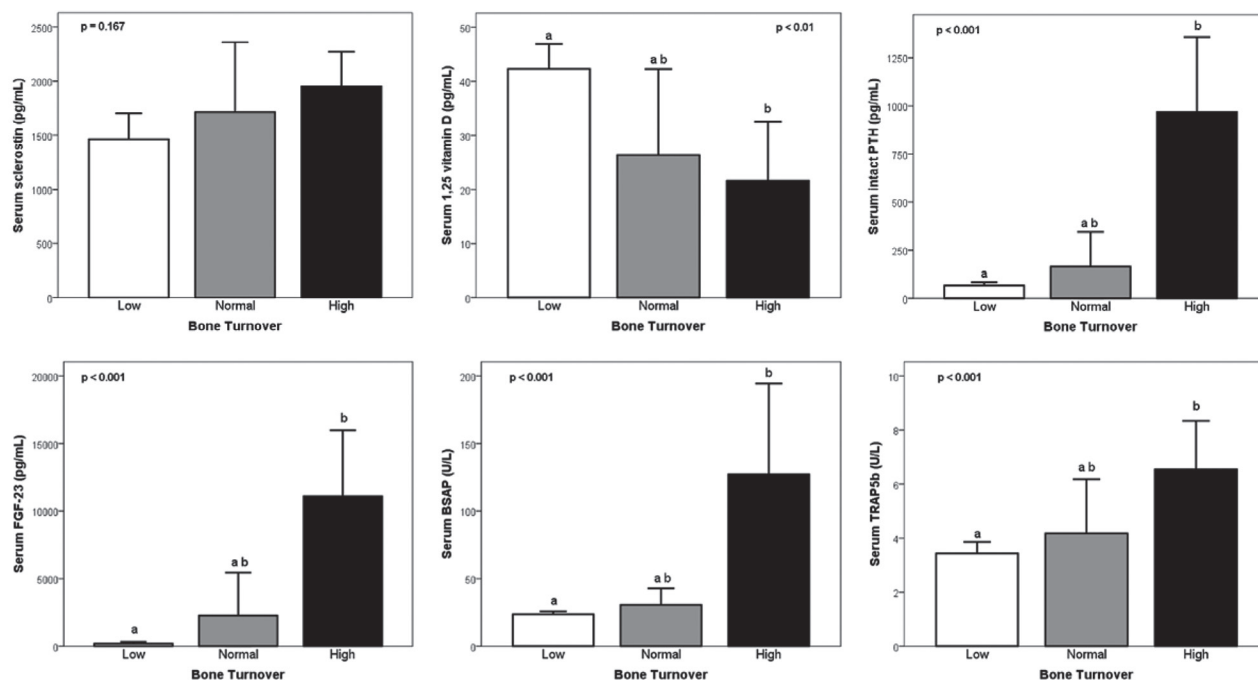 p = 0.167
Serum sclerostin (pg/mL)
2500
2000
1500
1000
500
0
Low Normal High
Bone Turnover
p < 0.01
Serum 1,25 vitamin D (pg/mL)
50
40
30
20
10
0
a
a b
b
Low Normal High
Bone Turnover
p < 0.001
Serum intact PTH (pg/mL)
1250
1000
750
500
250
0
a
a b
b
Low Normal High
Bone Turnover
p < 0.001
Serum FGF-23 (pg/mL)
20000
15000
10000
5000
0
a
a b
b
Low Normal High
Bone Turnover
p < 0.001
Serum BSAP (U/L)
200
150
100
50
0
a
a b
b
Low Normal High
Bone Turnover
p < 0.001
Serum TRAP5b (U/L)
10
8
6
4
2
0
a
a b
b
Low Normal High
Bone Turnover